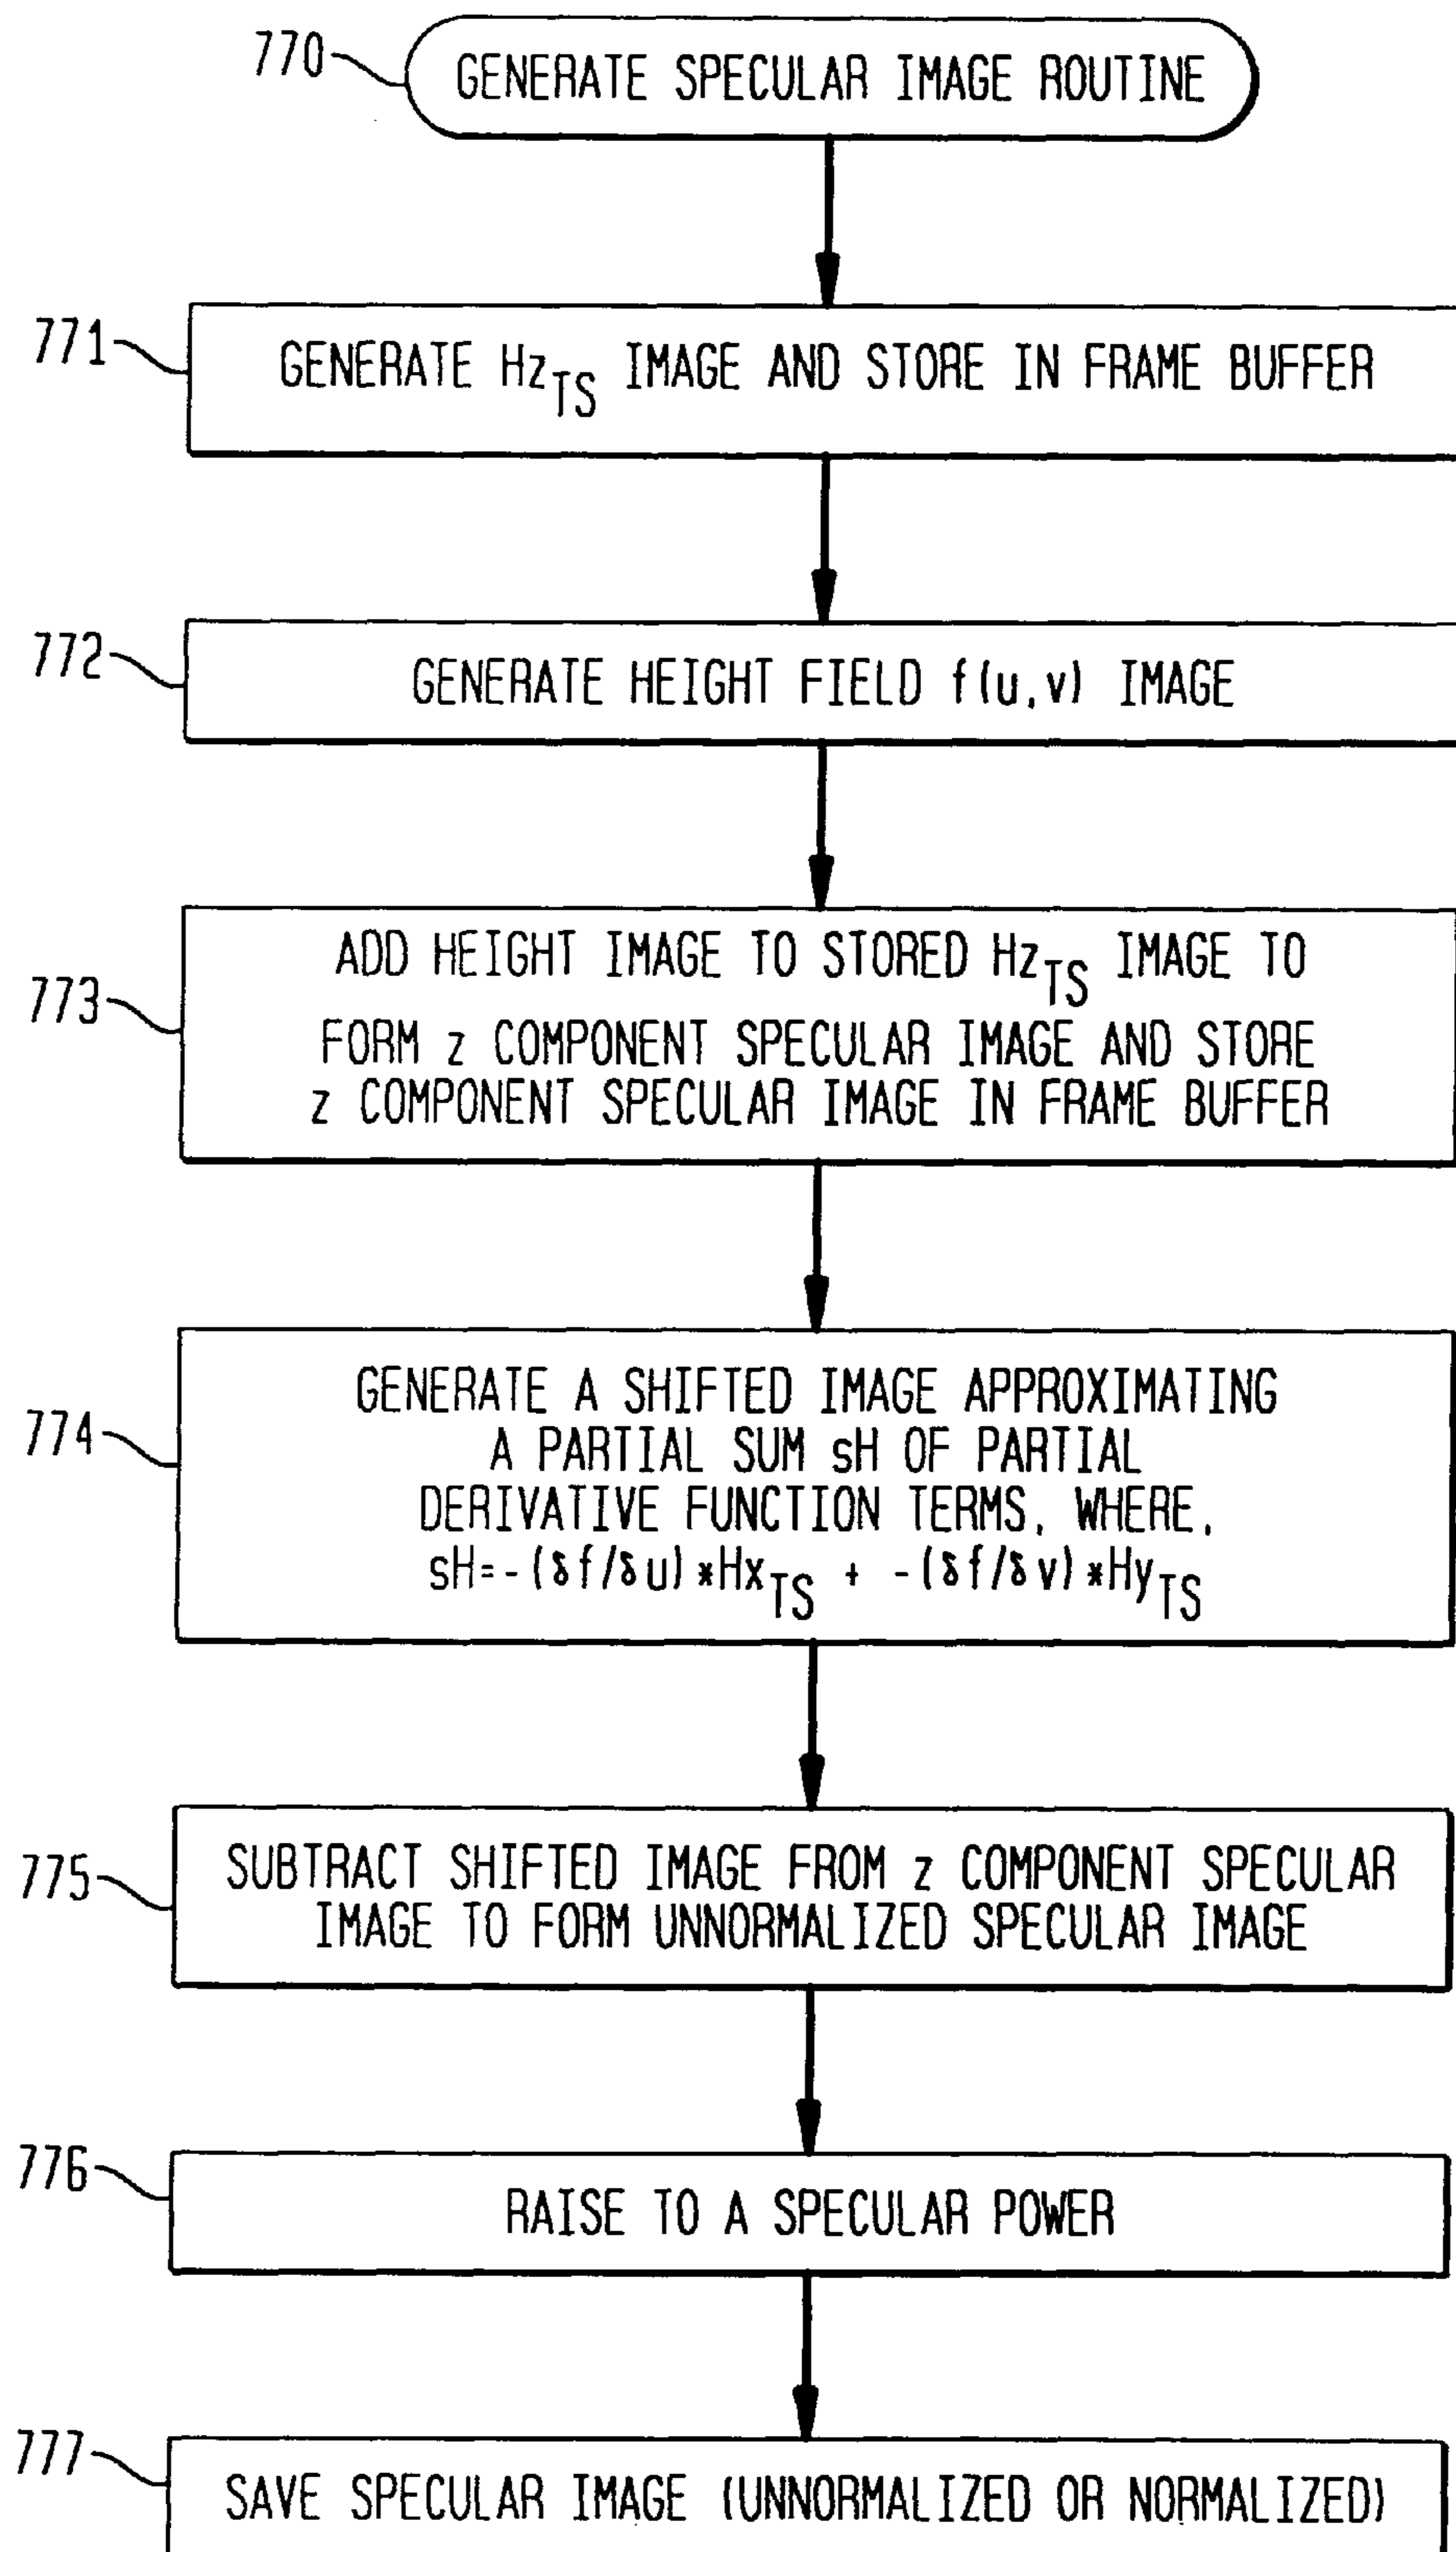 770
GENERATE SPECULAR IMAGE ROUTINE
771
GENERATE HzTS IMAGE AND STORE IN FRAME BUFFER
772
GENERATE HEIGHT FIELD f(u,v) IMAGE
773
ADD HEIGHT IMAGE TO STORED HzTS IMAGE TO
FORM z COMPONENT SPECULAR IMAGE AND STORE
z COMPONENT SPECULAR IMAGE IN FRAME BUFFER
774
GENERATE A SHIFTED IMAGE APPROXIMATING
A PARTIAL SUM sH OF PARTIAL
DERIVATIVE FUNCTION TERMS, WHERE,
sH=-(δf/δu)*HxTS + -(δf/δv)*HyTS
775
SUBTRACT SHIFTED IMAGE FROM z COMPONENT SPECULAR
IMAGE TO FORM UNNORMALIZED SPECULAR IMAGE
776
RAISE TO A SPECULAR POWER
777
SAVE SPECULAR IMAGE (UNNORMALIZED OR NORMALIZED)